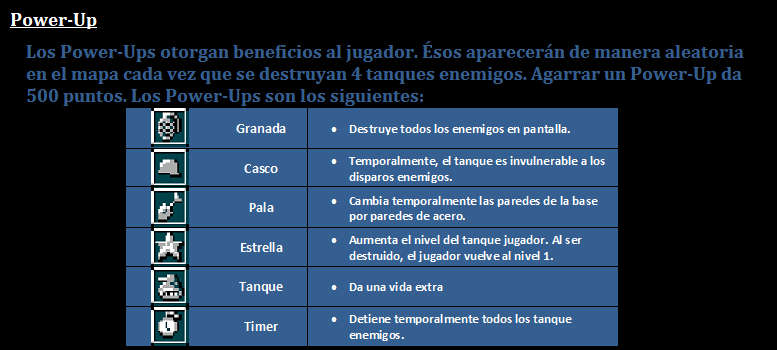 Power-Up
Los Power-Ups otorgan beneficios al jugador. Ésos aparecerán de manera aleatoria
en el mapa cada vez que se destruyan 4 tanques enemigos. Agarrar un Power-Up da
500 puntos. Los Power-Ups son los siguientes:
Granada
• Destruye todos los enemigos en pantalla.
Casco
• Temporalmente, el tanque es invulnerable a los
disparos enemigos.
Pala
• Cambia temporalmente las paredes de la base
por paredes de acero.
Estrella
• Aumenta el nivel del tanque jugador. Al ser
destruido, el jugador vuelve al nivel 1.
Tanque
• Da una vida extra
Timer
• Detiene temporalmente todos los tanque
enemigos.